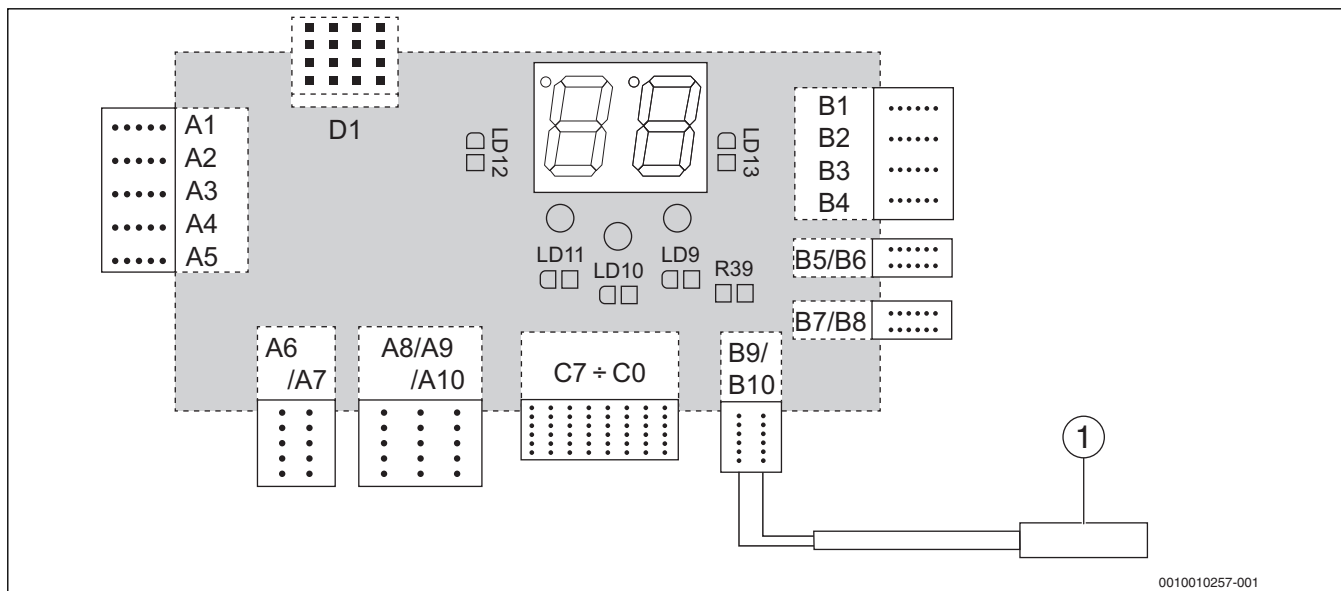 D1
A1
A2
A3
A4
A5
LD12
LD13
B1
B2
B3
B4
B5/B6
B7/B8
LD11
LD10
LD9
R39
A6
/A7
A8/A9
/A10
C7 ÷ C0
B9/
B10
1
0010010257-001